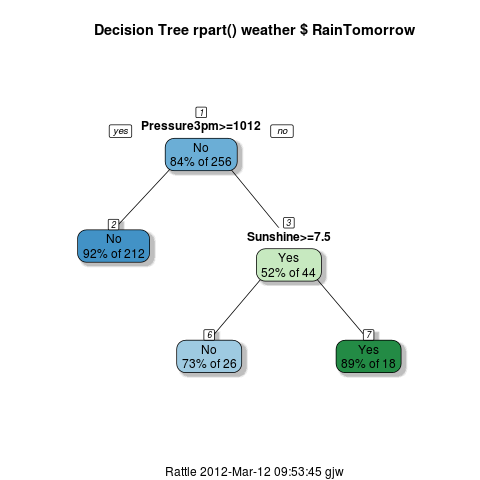 Decision Tree rpart() weather $ RainTomorrow
1
yes
Pressure3pm>=1012
no
No
84% of 256
2
No
92% of 212
3
Sunshine>=7.5
Yes
52% of 44
6
No
73% of 26
7
Yes
89% of 18
Rattle 2012-Mar-12 09:53:45 gjw